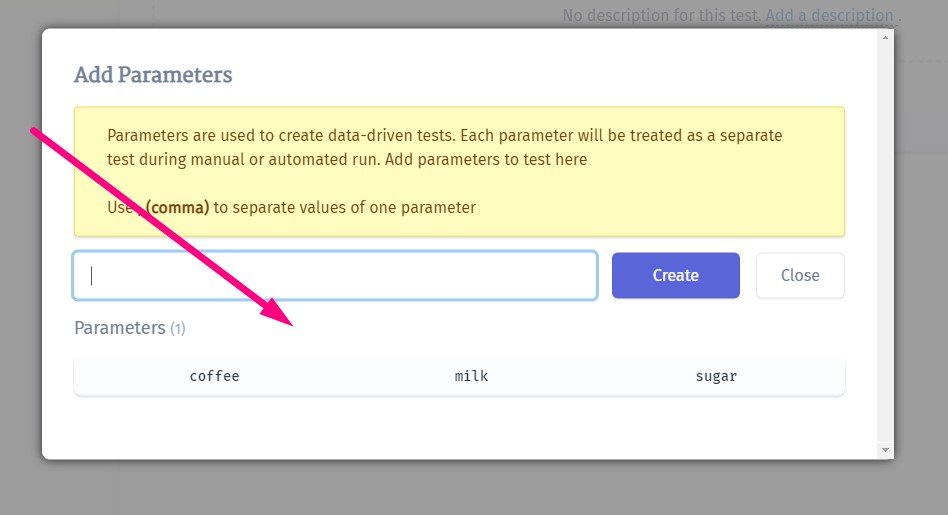 No description for this test. Add a description .
Add Parameters
Parameters are used to create data-driven tests. Each parameter will be treated as a separate
test during manual or automated run. Add parameters to test here
Use , (comma) to separate values of one parameter
Create
Close
Parameters (1)
coffee milk sugar